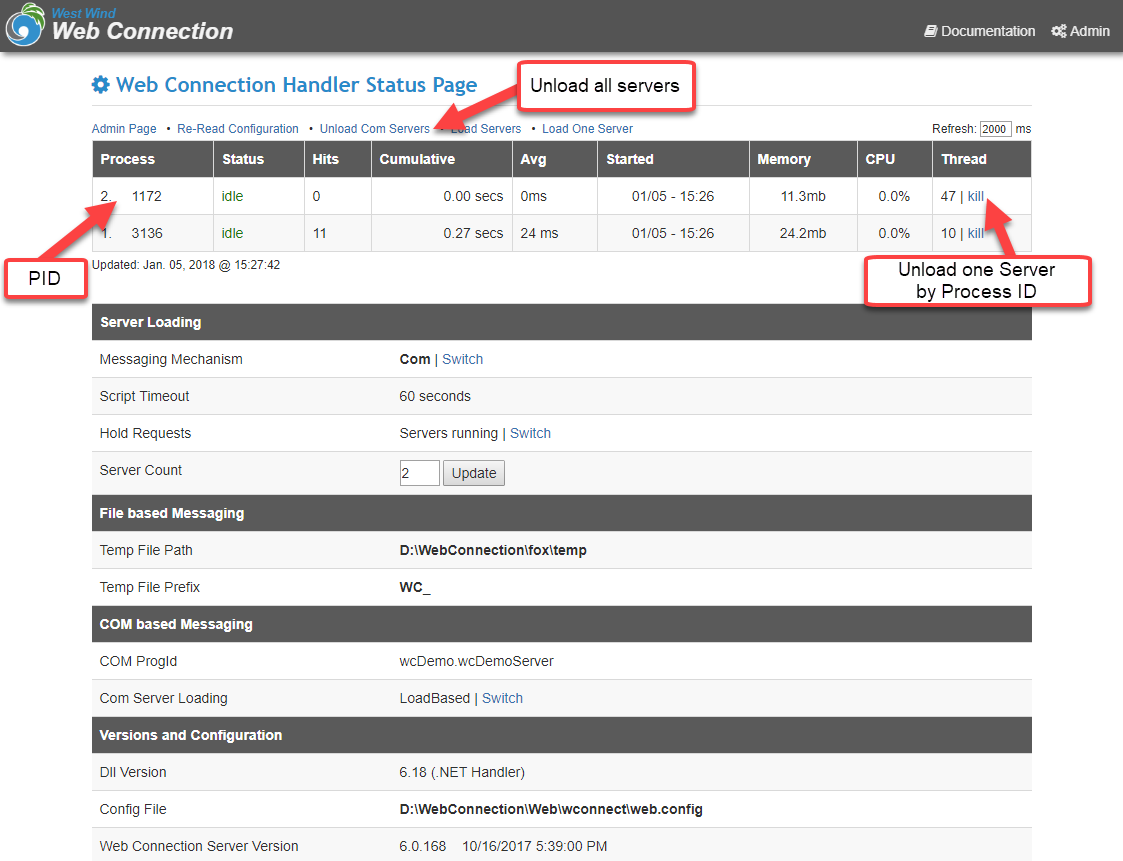 West Wind
Web Connection
Documentation Admin
Web Connection Handler Status Page
Unload all servers
Admin Page • Re-Read Configuration • Unload Com Servers • Load Servers • Load One Server Refresh: 2000 ms
Process Status Hits Cumulative Avg Started Memory CPU Thread
2. 1172 idle 0 0.00 secs 0ms 01/05 - 15:26 11.3mb 0.0% 47 | kill
1. 3136 idle 11 0.27 secs 24 ms 01/05 - 15:26 24.2mb 0.0% 10 | kill
Updated: Jan. 05, 2018 @ 15:27:42
PID
Unload one Server
by Process ID
Server Loading
Messaging Mechanism Com | Switch
Script Timeout 60 seconds
Hold Requests Servers running | Switch
Server Count 2 Update
File based Messaging
Temp File Path D:\WebConnection\fox\temp
Temp File Prefix WC_
COM based Messaging
COM ProgId wcDemo.wcDemoServer
Com Server Loading LoadBased | Switch
Versions and Configuration
Dll Version 6.18 (.NET Handler)
Config File D:\WebConnection\Web\wconnect\web.config
Web Connection Server Version 6.0.168 10/16/2017 5:39:00 PM